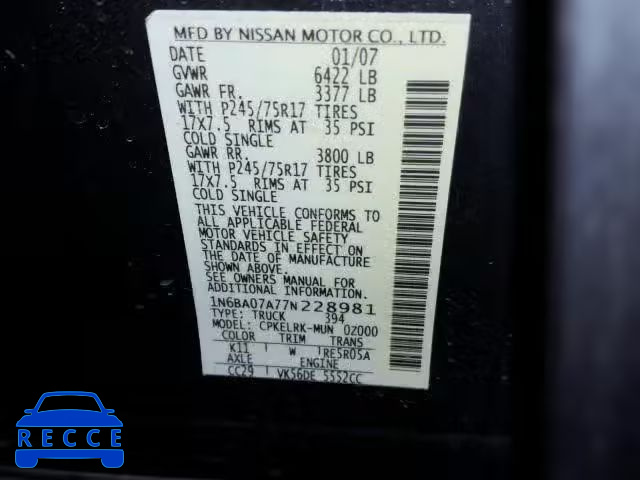 MFD BY NISSAN MOTOR CO., LTD.
DATE 01/07
GVWR 6422 LB
GAWR FR. 3377 LB
WITH P245/75R17 TIRES
17X7.5 RIMS AT 35 PSI
COLD SINGLE
GAWR RR. 3800 LB
WITH P245/75R17 TIRES
17X7.5 RIMS AT 35 PSI
COLD SINGLE
THIS VEHICLE CONFORMS TO
ALL APPLICABLE FEDERAL
MOTOR VEHICLE SAFETY
STANDARDS IN EFFECT ON
THE DATE OF MANUFACTURE
SHOWN ABOVE.
SEE OWNERS MANUAL FOR
ADDITIONAL INFORMATION
1N6BA07A77N228981
TYPE: TRUCK 394
MODEL: CPKELRK-MUN 0Z000
COLOR TRIM TRANS
K11 W RE5R05A
AXLE ENGINE
CC29 VK56DE 5552CC
RECCE